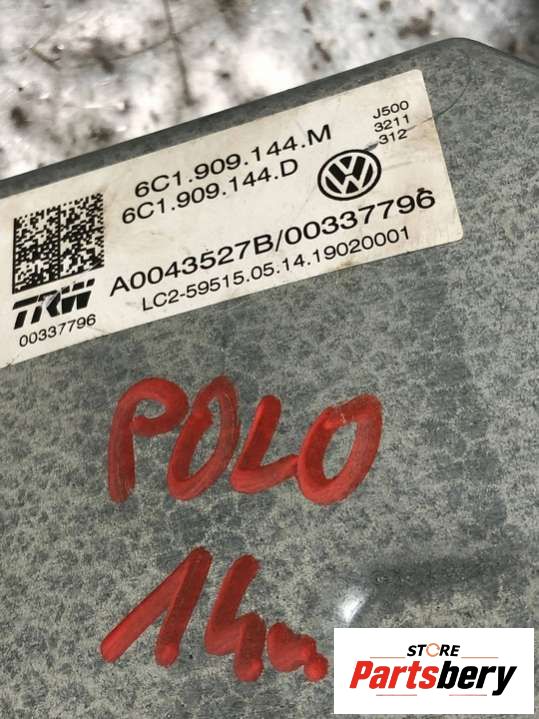 6C1.909.144.M
6C1.909.144.D
J500
3211
312
A0043527B/00337796
LC2-59515.05.14.19020001
TRW
00337796
POLO
14m
STORE
Partsbery